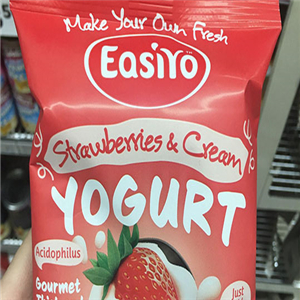 Make Your Own Fresh
EasiYo
Strawberries & Cream
YOGURT
Acidophilus
Gourmet
Just